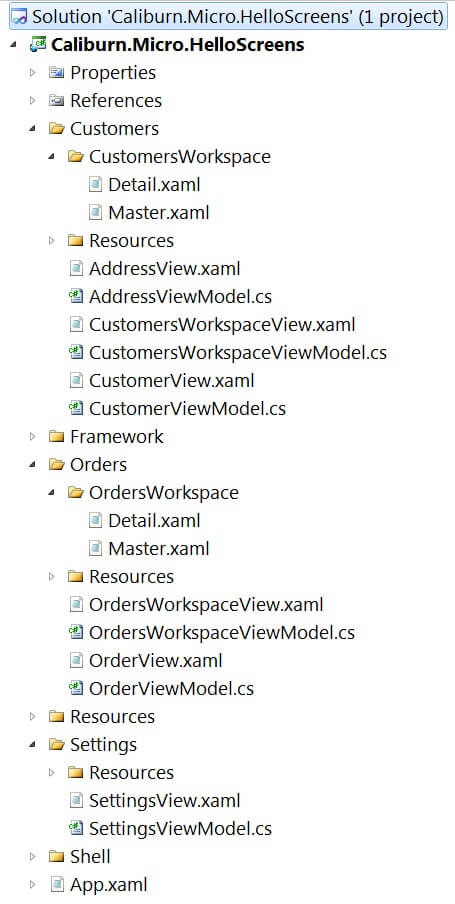 Solution 'Caliburn.Micro.HelloScreens' (1 project)
Caliburn.Micro.HelloScreens
Properties
References
Customers
CustomersWorkspace
Detail.xaml
Master.xaml
Resources
AddressView.xaml
AddressViewModel.cs
CustomersWorkspaceView.xaml
CustomersWorkspaceViewModel.cs
CustomerView.xaml
CustomerViewModel.cs
Framework
Orders
OrdersWorkspace
Detail.xaml
Master.xaml
Resources
OrdersWorkspaceView.xaml
OrdersWorkspaceViewModel.cs
OrderView.xaml
OrderViewModel.cs
Resources
Settings
Resources
SettingsView.xaml
SettingsViewModel.cs
Shell
App.xaml